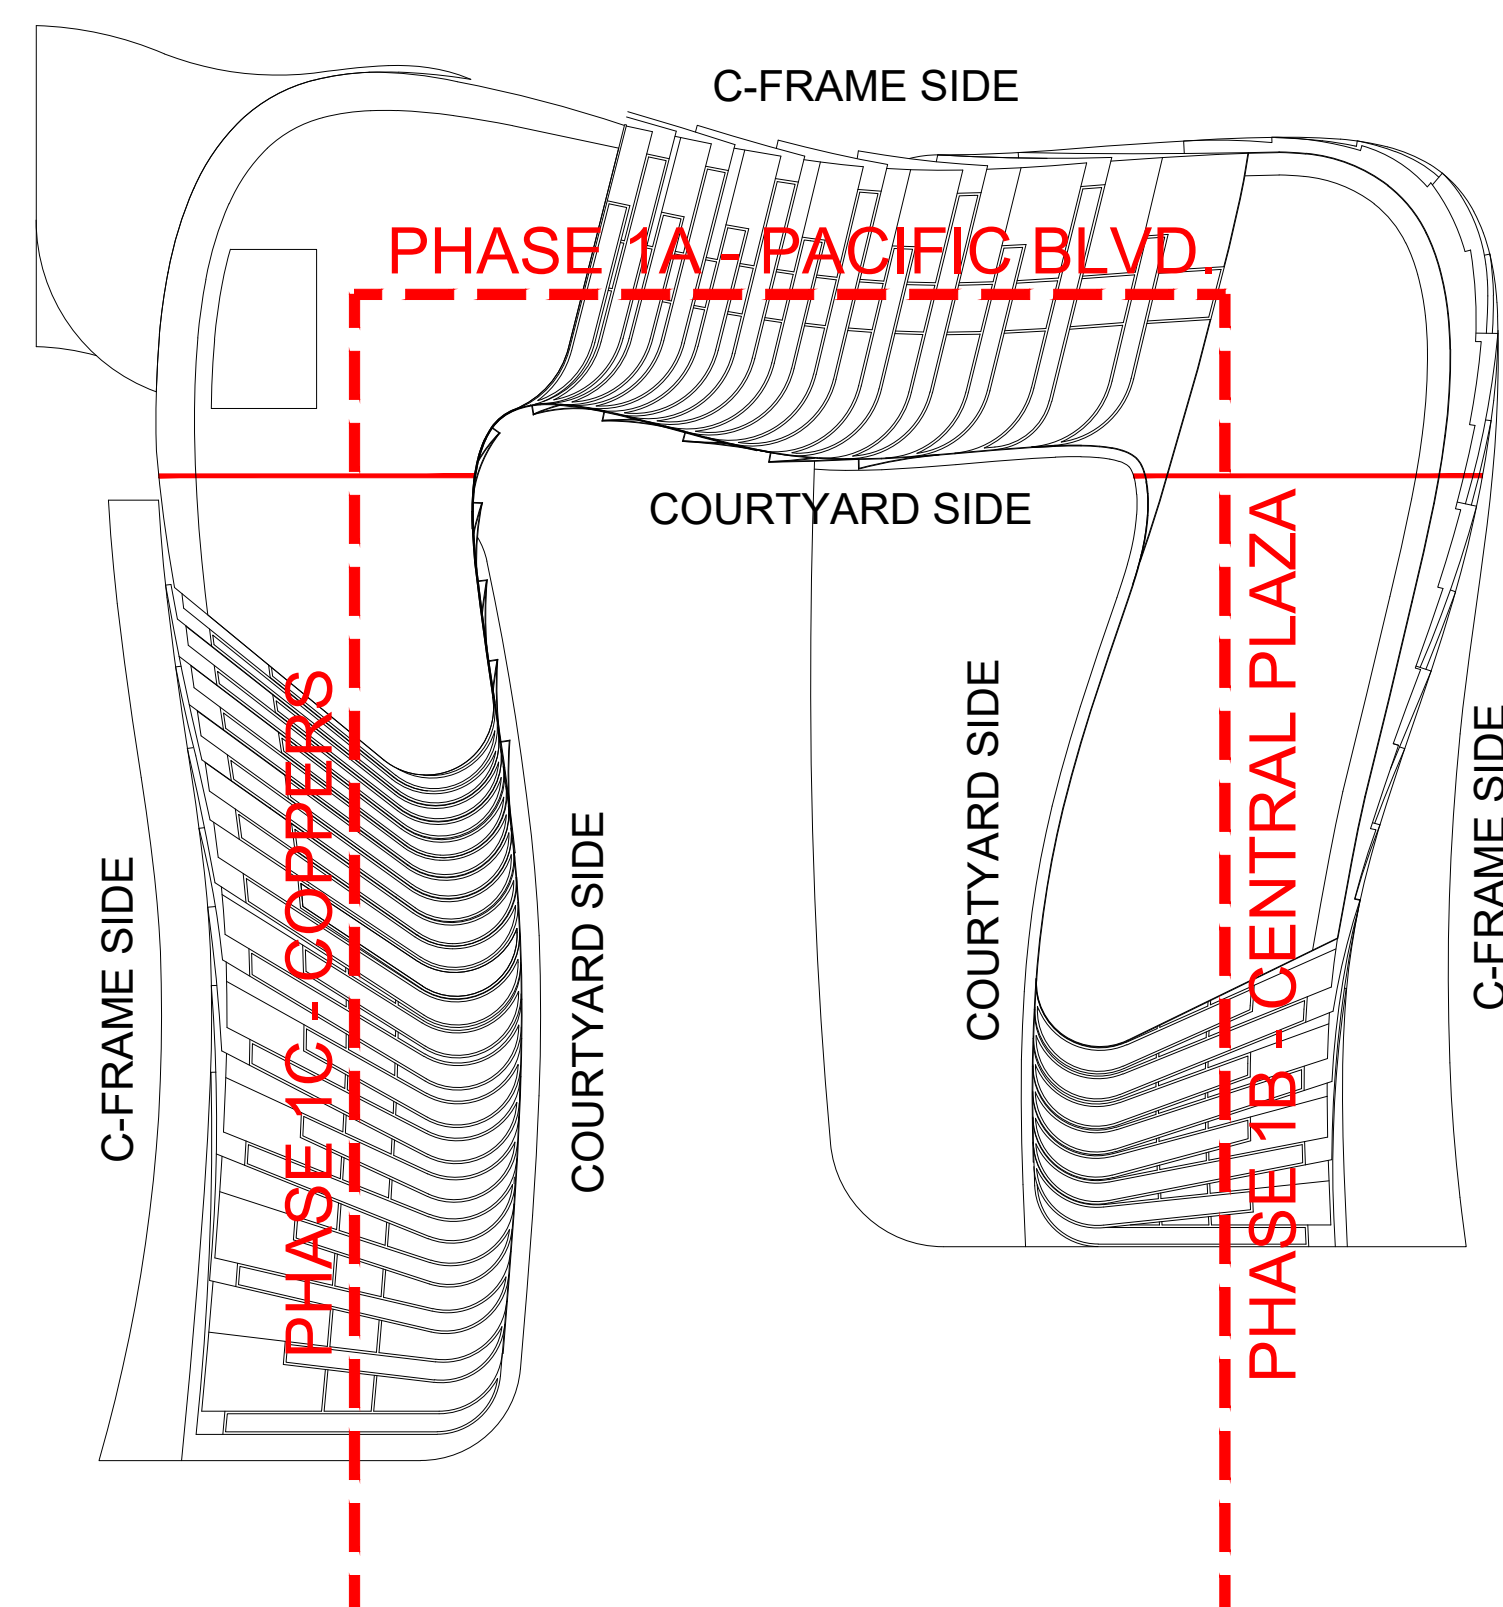 C-FRAME SIDE
PHASE 1A - PACIFIC BLVD.
COURTYARD SIDE
PHASE 1C - COPPERS
C-FRAME SIDE
COURTYARD SIDE
COURTYARD SIDE
PHASE 1B - CENTRAL PLAZA
C-FRAME SIDE